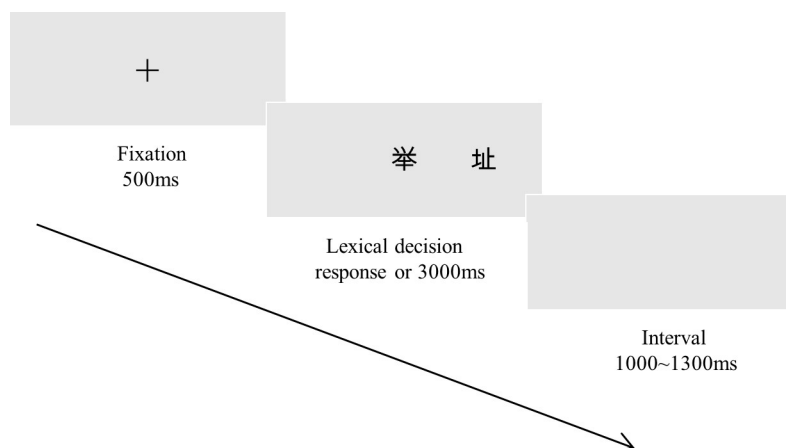 Fixation
500ms
举 址
Lexical decision
response or 3000ms
Interval
1000~1300ms